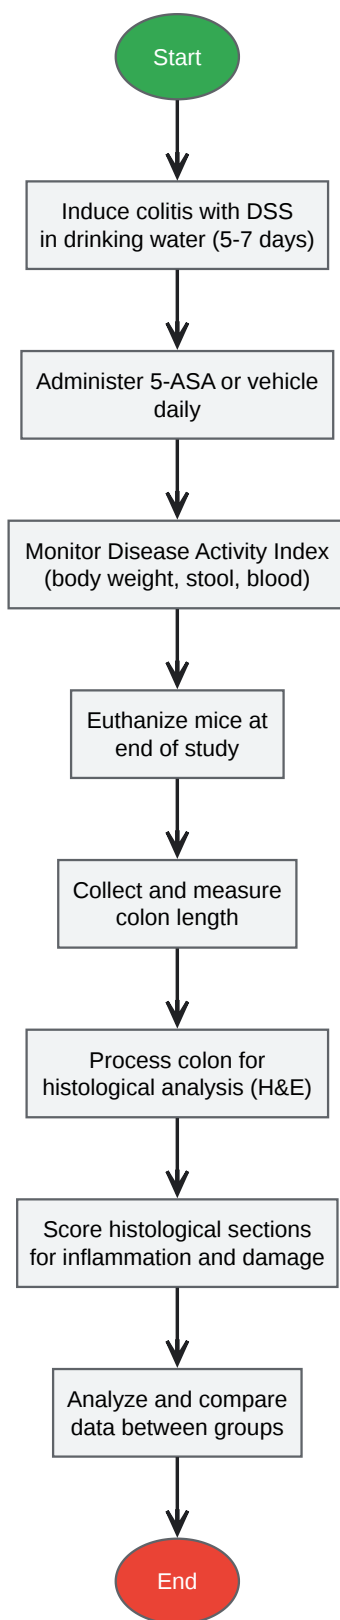 Start
Induce colitis with DSS
in drinking water (5-7 days)
Administer 5-ASA or vehicle
daily
Monitor Disease Activity Index
(body weight, stool, blood)
Euthanize mice at
end of study
Collect and measure
colon length
Process colon for
histological analysis (H&E)
Score histological sections
for inflammation and damage
Analyze and compare
data between groups
End